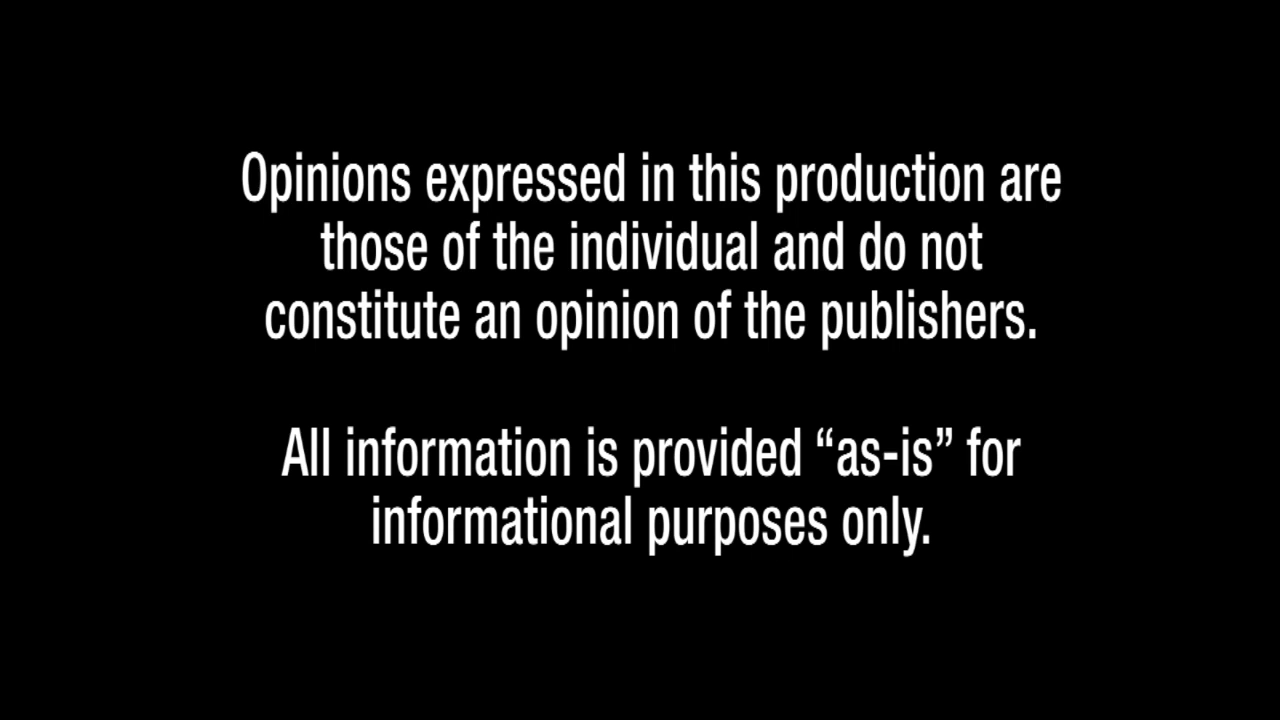 Opinions expressed in this production are
those of the individual and do not
constitute an opinion of the publishers.
All information is provided “as-is” for
informational purposes only.